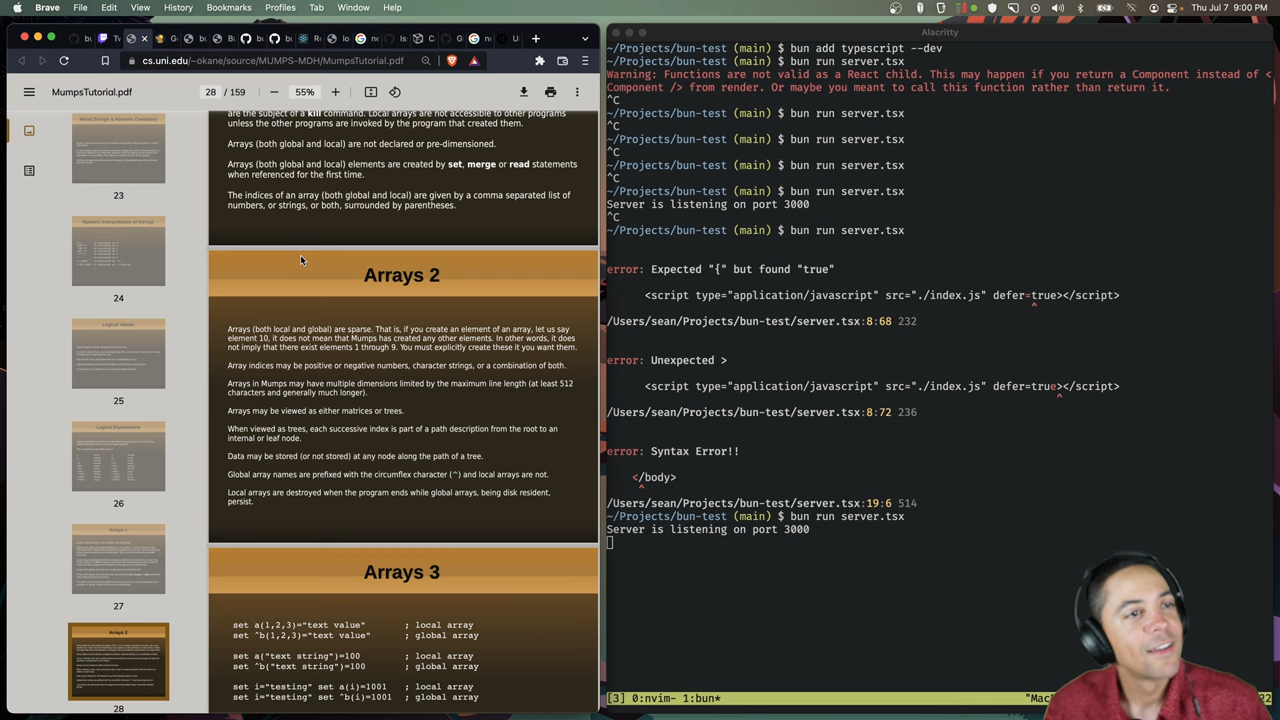 Brave File Edit View History Bookmarks Profiles Tab Window Help
Thu Jul 7 9:00 PM
cs.uni.edu/~okane/source/MUMPS-MDH/MumpsTutorial.pdf
MumpsTutorial.pdf
28 / 159
55%
Mixed Strings & Numeric Constants
23
Numeric Interpretation of Strings
24
Logical Values
25
Logical Expressions
26
Arrays 1
27
Arrays 2
28
are the subject of a kill command. Local arrays are not accessible to other programs
unless the other programs are invoked by the program that created them.
Arrays (both global and local) are not declared or pre-dimensioned.
Arrays (both global and local) elements are created by set, merge or read statements
when referenced for the first time.
The indices of an array (both global and local) are given by a comma separated list of
numbers, or strings, or both, surrounded by parentheses.
Arrays 2
Arrays (both local and global) are sparse. That is, if you create an element of an array, let us say
element 10, it does not mean that Mumps has created any other elements. In other words, it does
not imply that there exist elements 1 through 9. You must explicitly create these it you want them.
Array indices may be positive or negative numbers, character strings, or a combination of both.
Arrays in Mumps may have multiple dimensions limited by the maximum line length (at least 512
characters and generally much longer).
Arrays may be viewed as either matrices or trees.
When viewed as trees, each successive index is part of a path description from the root to an
internal or leaf node.
Data may be stored (or not stored) at any node along the path of a tree.
Global array names are prefixed with the circumflex character (^) and local arrays are not.
Local arrays are destroyed when the program ends while global arrays, being disk resident,
persist.
Arrays 3
set a(1,2,3)="text value" ; local array
set ^b(1,2,3)="text value" ; global array
set a("text string")=100 ; local array
set ^b("text string")=100 ; global array
set i="testing" set a(i)=1001 ; local array
set i="testing" set ^b(i)=1001 ; global array
Alacritty
~/Projects/bun-test (main) $ bun add typescript --dev
~/Projects/bun-test (main) $ bun run server.tsx
Warning: Functions are not valid as a React child. This may happen if you return a Component instead of <
Component /> from render. Or maybe you meant to call this function rather than return it.
^C
~/Projects/bun-test (main) $ bun run server.tsx
^C
~/Projects/bun-test (main) $ bun run server.tsx
^C
~/Projects/bun-test (main) $ bun run server.tsx
^C
~/Projects/bun-test (main) $ bun run server.tsx
Server is listening on port 3000
^C
~/Projects/bun-test (main) $ bun run server.tsx
error: Expected "{" but found "true"
<script type="application/javascript" src="./index.js" defer=true></script>
^
/Users/sean/Projects/bun-test/server.tsx:8:68 232
error: Unexpected >
<script type="application/javascript" src="./index.js" defer=true></script>
^
/Users/sean/Projects/bun-test/server.tsx:8:72 236
error: Syntax Error!!
</body>
^
/Users/sean/Projects/bun-test/server.tsx:19:6 514
~/Projects/bun-test (main) $ bun run server.tsx
Server is listening on port 3000
[3] 0:nvim- 1:bun*